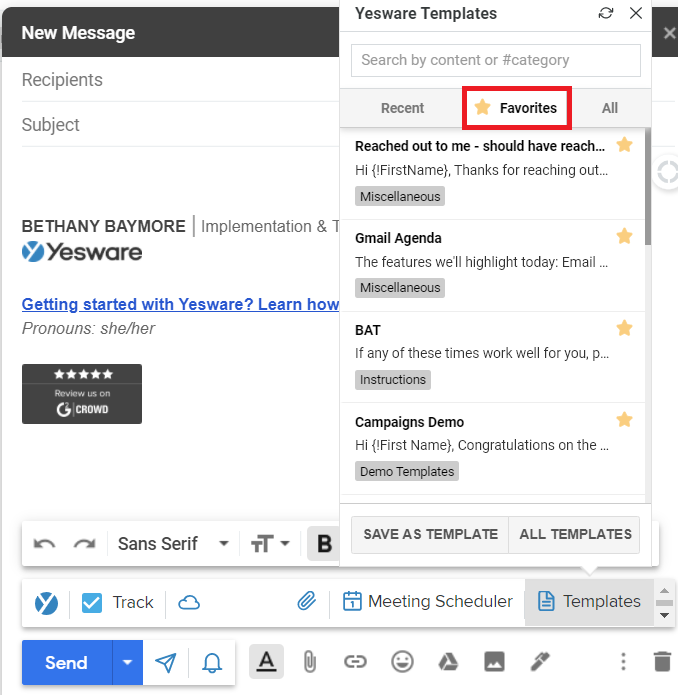 New Message
Recipients
Subject
BETHANY BAYMORE | Implementation & T
Yesware
Getting started with Yesware? Learn how
Pronouns: she/her
Review us on
G2 | CROWD
Yesware Templates
Search by content or #category
Recent
Favorites
All
Reached out to me - should have reach...
Hi {!FirstName}, Thanks for reaching out...
Miscellaneous
Gmail Agenda
The features we'll highlight today: Email ...
Miscellaneous
BAT
If any of these times work well for you, p...
Instructions
Campaigns Demo
Hi {!First Name}, Congratulations on the ...
Demo Templates
SAVE AS TEMPLATE
ALL TEMPLATES
Sans Serif
B
Track
Meeting Scheduler
Templates
Send
A